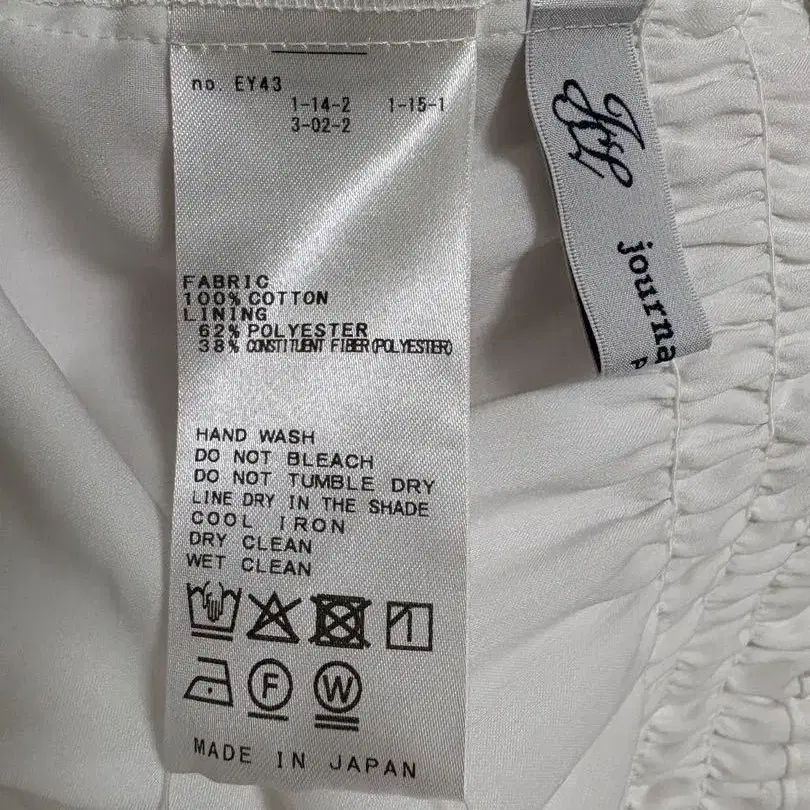 no. EY43
1-14-2 1-15-1
3-02-2
FABRIC
100% COTTON
LINING
62% POLYESTER
38% CONSTITUENT FIBER(POLYESTER)
HAND WASH
DO NOT BLEACH
DO NOT TUMBLE DRY
LINE DRY IN THE SHADE
COOL IRON
DRY CLEAN
WET CLEAN
F W
MADE IN JAPAN
journa